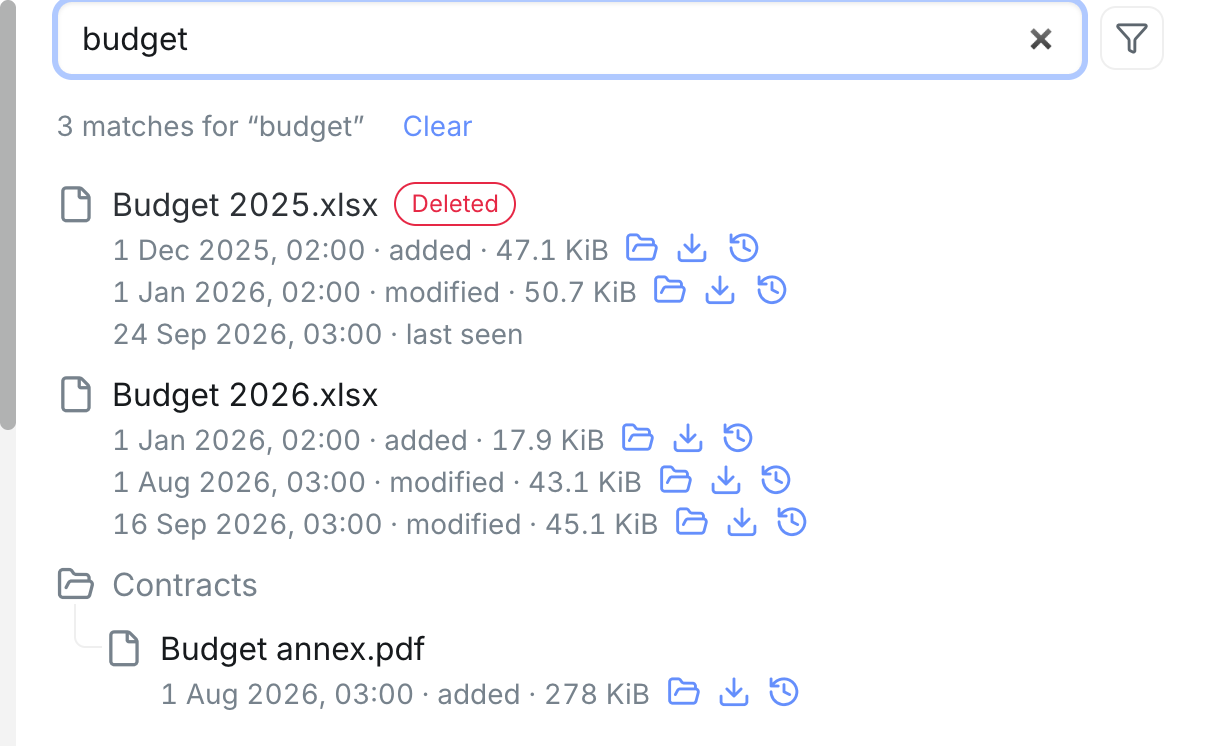 budget
3 matches for “budget” Clear
Budget 2025.xlsx Deleted
1 Dec 2025, 02:00 · added · 47.1 KiB
1 Jan 2026, 02:00 · modified · 50.7 KiB
24 Sep 2026, 03:00 · last seen
Budget 2026.xlsx
1 Jan 2026, 02:00 · added · 17.9 KiB
1 Aug 2026, 03:00 · modified · 43.1 KiB
16 Sep 2026, 03:00 · modified · 45.1 KiB
Contracts
Budget annex.pdf
1 Aug 2026, 03:00 · added · 278 KiB